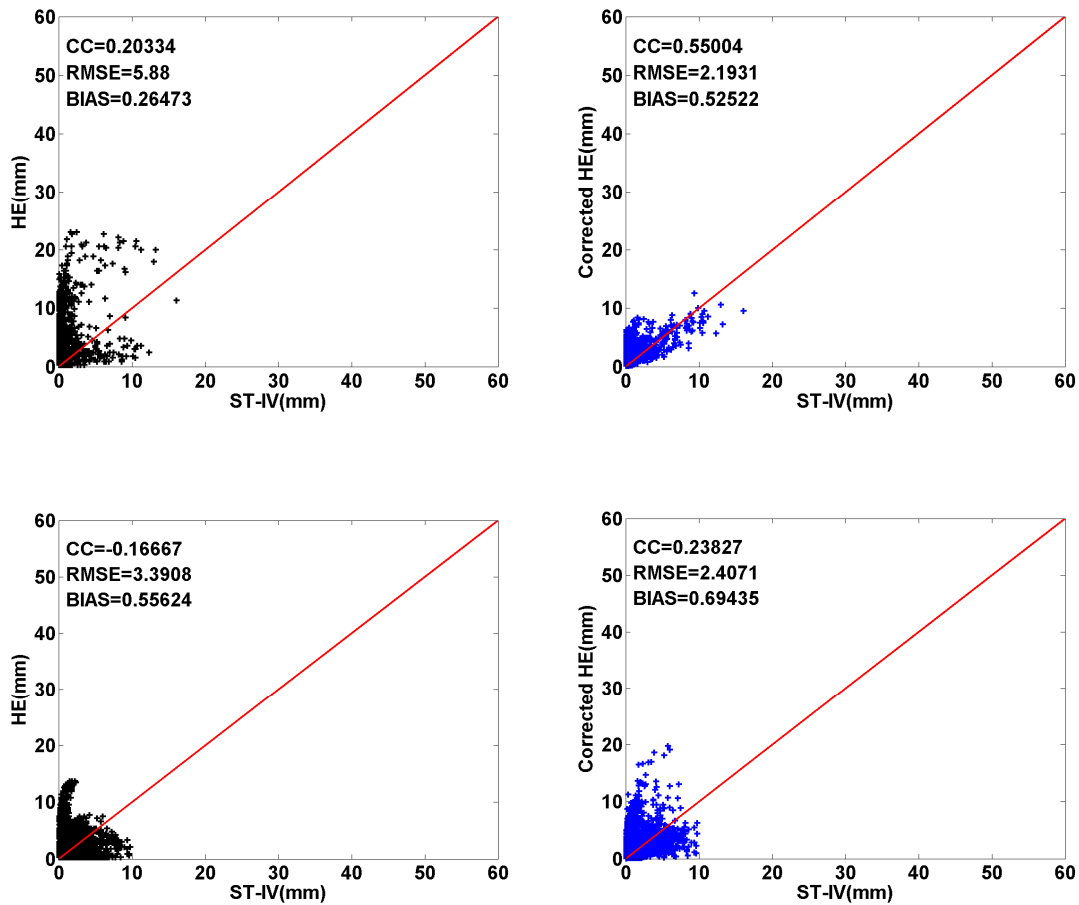 60
50
40
30
20
10
0
HE(mm)
CC=0.20334
RMSE=5.88
BIAS=0.26473
0 10 20 30 40 50 60
ST-IV(mm)
60
50
40
30
20
10
0
Corrected HE(mm)
CC=0.55004
RMSE=2.1931
BIAS=0.52522
0 10 20 30 40 50 60
ST-IV(mm)
60
50
40
30
20
10
0
HE(mm)
CC=-0.16667
RMSE=3.3908
BIAS=0.55624
0 10 20 30 40 50 60
ST-IV(mm)
60
50
40
30
20
10
0
Corrected HE(mm)
CC=0.23827
RMSE=2.4071
BIAS=0.69435
0 10 20 30 40 50 60
ST-IV(mm)